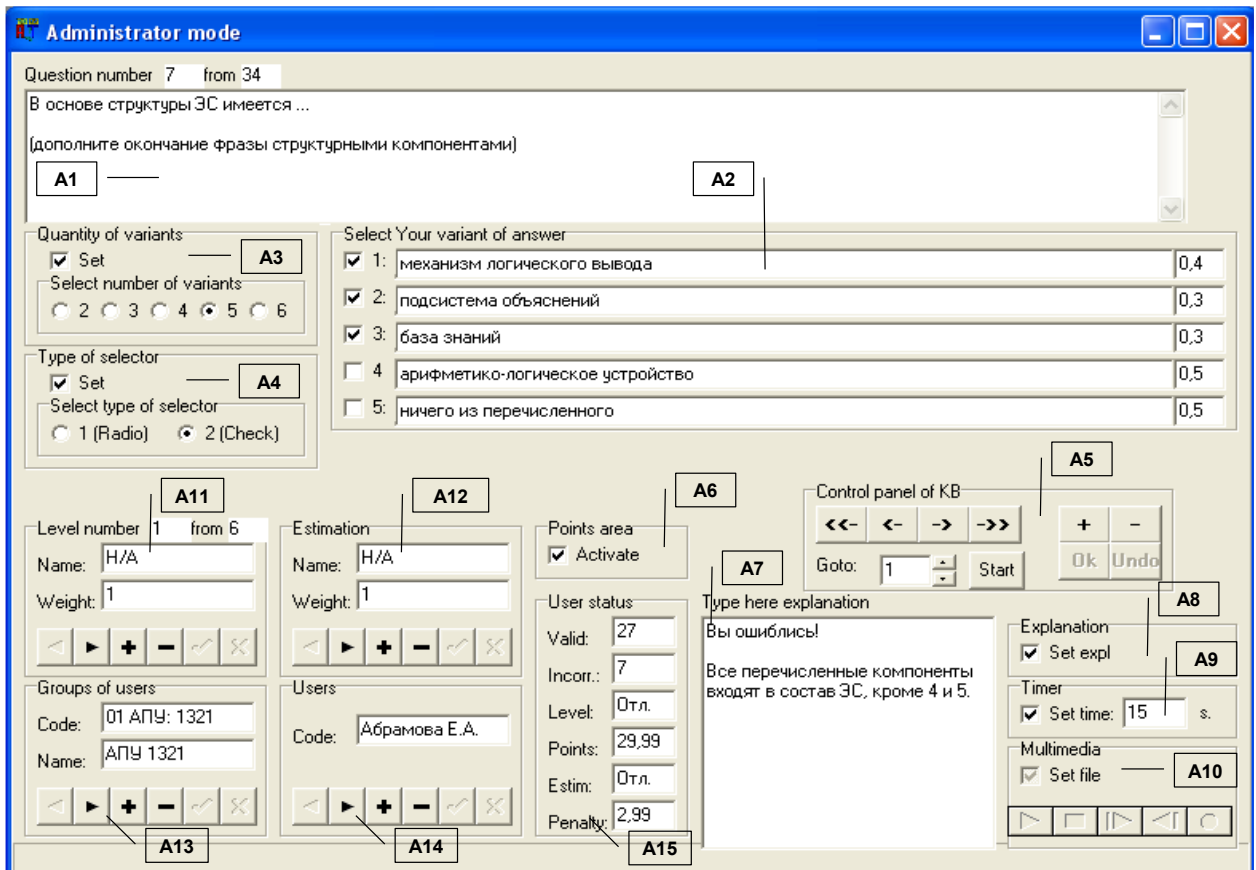 Administrator mode
Question number 7 from 34
В основе структуры ЭС имеется ...
(дополните окончание фразы структурными компонентами)
A1
A2
Quantity of variants
Set
A3
Select number of variants
2 3 4 5 6
Type of selector
Set
A4
Select type of selector
1 (Radio) 2 (Check)
Select Your variant of answer
1: механизм логического вывода 0,4
2: подсистема объяснений 0,3
3: база знаний 0,3
4 арифметико-логическое устройство 0,5
5: ничего из перечисленного 0,5
A5
A11
A12
A6
Control panel of KB
<<- <- -> ->> + -
Goto: 1 Start Ok Undo
Level number 1 from 6
Name: Н/А
Weight: 1
Estimation
Name: Н/А
Weight: 1
Points area
Activate
A7
A8
User status
Valid: 27
Incorr.: 7
Level: Отл.
Points: 29,99
Estim: Отл.
Penalty: 2,99
Type here explanation
Вы ошиблись!
Все перечисленные компоненты
входят в состав ЭС, кроме 4 и 5.
Explanation
Set expl
A9
Timer
Set time: 15 s.
Multimedia
Set file
A10
Groups of users
Code: 01 АПУ: 1321
Name: АПУ 1321
Users
Code: Абрамова Е.А.
A13
A14
A15